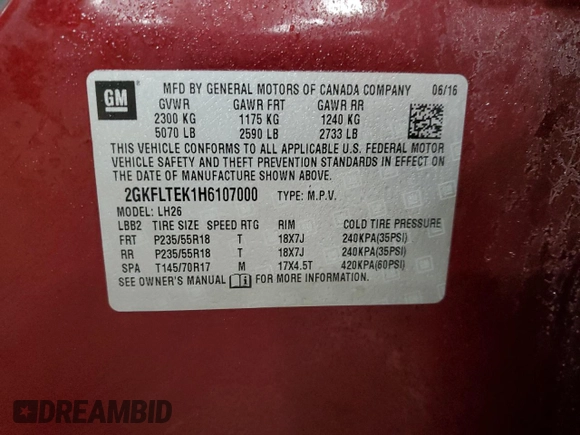 GM
MFD BY GENERAL MOTORS OF CANADA COMPANY 06/16
GVWR GAWR FRT GAWR RR
2300 KG 1175 KG 1240 KG
5070 LB 2590 LB 2733 LB
THIS VEHICLE CONFORMS TO ALL APPLICABLE U.S. FEDERAL MOTOR
VEHICLE SAFETY AND THEFT PREVENTION STANDARDS IN EFFECT ON
THE DATE OF MANUFACTURE SHOWN ABOVE.
2GKFLTEK1H6107000 TYPE: M.P.V.
MODEL: LH26
LBB2 TIRE SIZE SPEED RTG RIM COLD TIRE PRESSURE
FRT P235/55R18 T 18X7J 240KPA(35PSI)
RR P235/55R18 T 18X7J 240KPA(35PSI)
SPA T145/70R17 M 17X4.5T 420KPA(60PSI)
SEE OWNER'S MANUAL FOR MORE INFORMATION.
DREAMBID